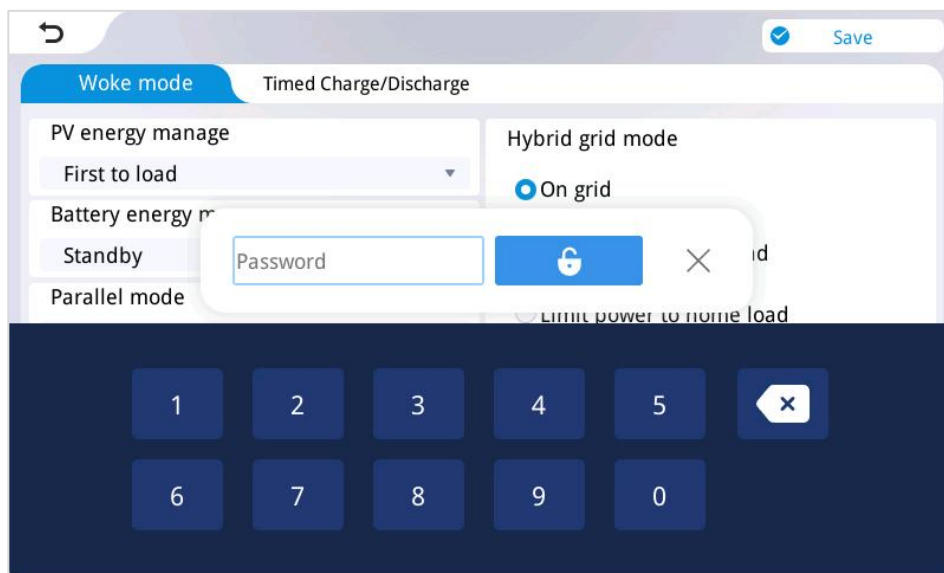 Save
Woke mode
Timed Charge/Discharge
PV energy manage
First to load
Battery energy
Standby
Parallel mode
Hybrid grid mode
On grid
Limit power to home load
Password
1 2 3 4 5
6 7 8 9 0